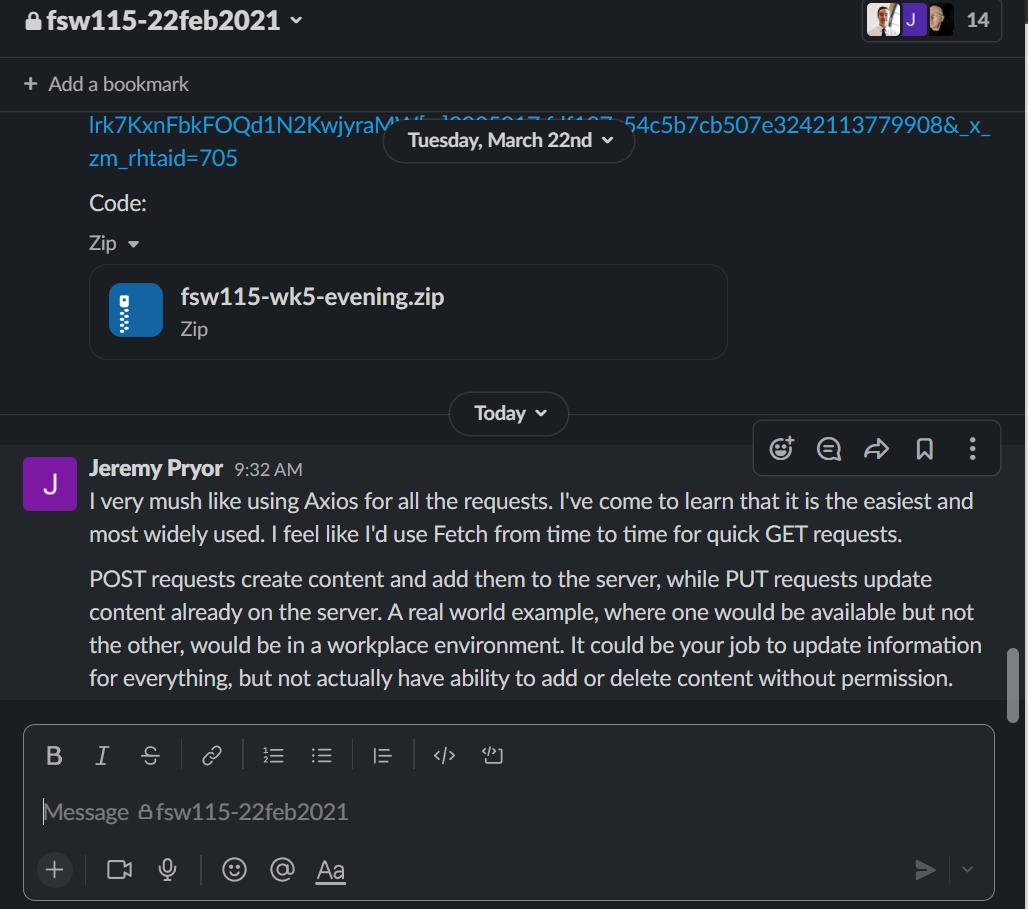 fsw115-22feb2021
J
14
+ Add a bookmark
lrk7KxnFbkFOQd1N2KwjyraMW
54c5b7cb507e3242113779908&_x_
Tuesday, March 22nd
zm_rhtaid=705
Code:
Zip
fsw115-wk5-evening.zip
Zip
Today
J
Jeremy Pryor 9:32 AM
I very mush like using Axios for all the requests. I've come to learn that it is the easiest and
most widely used. I feel like I'd use Fetch from time to time for quick GET requests.
POST requests create content and add them to the server, while PUT requests update
content already on the server. A real world example, where one would be available but not
the other, would be in a workplace environment. It could be your job to update information
for everything, but not actually have ability to add or delete content without permission.
B I S
Message fsw115-22feb2021
+ @ Aa